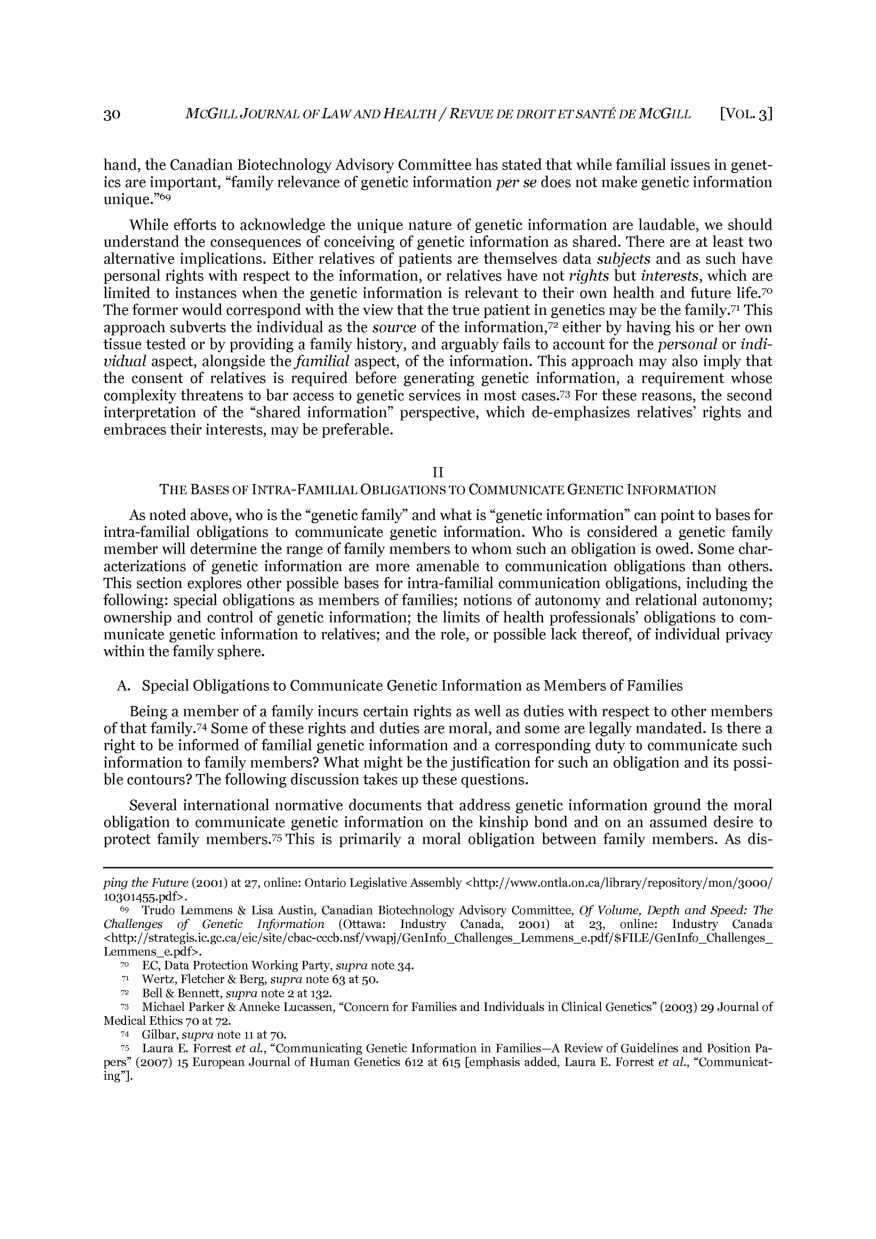 30 MCGILL JOURNAL OF LAW AND HEALTH / REVUE DE DROIT ET SANTÉ DE MCGILL [VOL. 3]
hand, the Canadian Biotechnology Advisory Committee has stated that while familial issues in genet-
ics are important, “family relevance of genetic information per se does not make genetic information
unique.”69
While efforts to acknowledge the unique nature of genetic information are laudable, we should
understand the consequences of conceiving of genetic information as shared. There are at least two
alternative implications. Either relatives of patients are themselves data subjects and as such have
personal rights with respect to the information, or relatives have not rights but interests, which are
limited to instances when the genetic information is relevant to their own health and future life.70
The former would correspond with the view that the true patient in genetics may be the family.71 This
approach subverts the individual as the source of the information,72 either by having his or her own
tissue tested or by providing a family history, and arguably fails to account for the personal or indi-
vidual aspect, alongside the familial aspect, of the information. This approach may also imply that
the consent of relatives is required before generating genetic information, a requirement whose
complexity threatens to bar access to genetic services in most cases.73 For these reasons, the second
interpretation of the “shared information” perspective, which de-emphasizes relatives’ rights and
embraces their interests, may be preferable.
II
THE BASES OF INTRA-FAMILIAL OBLIGATIONS TO COMMUNICATE GENETIC INFORMATION
As noted above, who is the “genetic family” and what is “genetic information” can point to bases for
intra-familial obligations to communicate genetic information. Who is considered a genetic family
member will determine the range of family members to whom such an obligation is owed. Some char-
acterizations of genetic information are more amenable to communication obligations than others.
This section explores other possible bases for intra-familial communication obligations, including the
following: special obligations as members of families; notions of autonomy and relational autonomy;
ownership and control of genetic information; the limits of health professionals’ obligations to com-
municate genetic information to relatives; and the role, or possible lack thereof, of individual privacy
within the family sphere.
A. Special Obligations to Communicate Genetic Information as Members of Families
Being a member of a family incurs certain rights as well as duties with respect to other members
of that family.74 Some of these rights and duties are moral, and some are legally mandated. Is there a
right to be informed of familial genetic information and a corresponding duty to communicate such
information to family members? What might be the justification for such an obligation and its possi-
ble contours? The following discussion takes up these questions.
Several international normative documents that address genetic information ground the moral
obligation to communicate genetic information on the kinship bond and on an assumed desire to
protect family members.75 This is primarily a moral obligation between family members. As dis-
ping the Future (2001) at 27, online: Ontario Legislative Assembly <http://www.ontla.on.ca/library/repository/mon/3000/
10301455.pdf>.
69 Trudo Lemmens & Lisa Austin, Canadian Biotechnology Advisory Committee, Of Volume, Depth and Speed: The
Challenges of Genetic Information (Ottawa: Industry Canada, 2001) at 23, online: Industry Canada
<http://strategis.ic.gc.ca/eic/site/cbac-cccb.nsf/vwapj/GenInfo_Challenges_Lemmens_e.pdf/$FILE/GenInfo_Challenges_
Lemmens_e.pdf>.
70 EC, Data Protection Working Party, supra note 34.
71 Wertz, Fletcher & Berg, supra note 63 at 50.
72 Bell & Bennett, supra note 2 at 132.
73 Michael Parker & Anneke Lucassen, “Concern for Families and Individuals in Clinical Genetics” (2003) 29 Journal of
Medical Ethics 70 at 72.
74 Gilbar, supra note 11 at 70.
75 Laura E. Forrest et al., “Communicating Genetic Information in Families—A Review of Guidelines and Position Pa-
pers” (2007) 15 European Journal of Human Genetics 612 at 615 [emphasis added, Laura E. Forrest et al., “Communicat-
ing”].